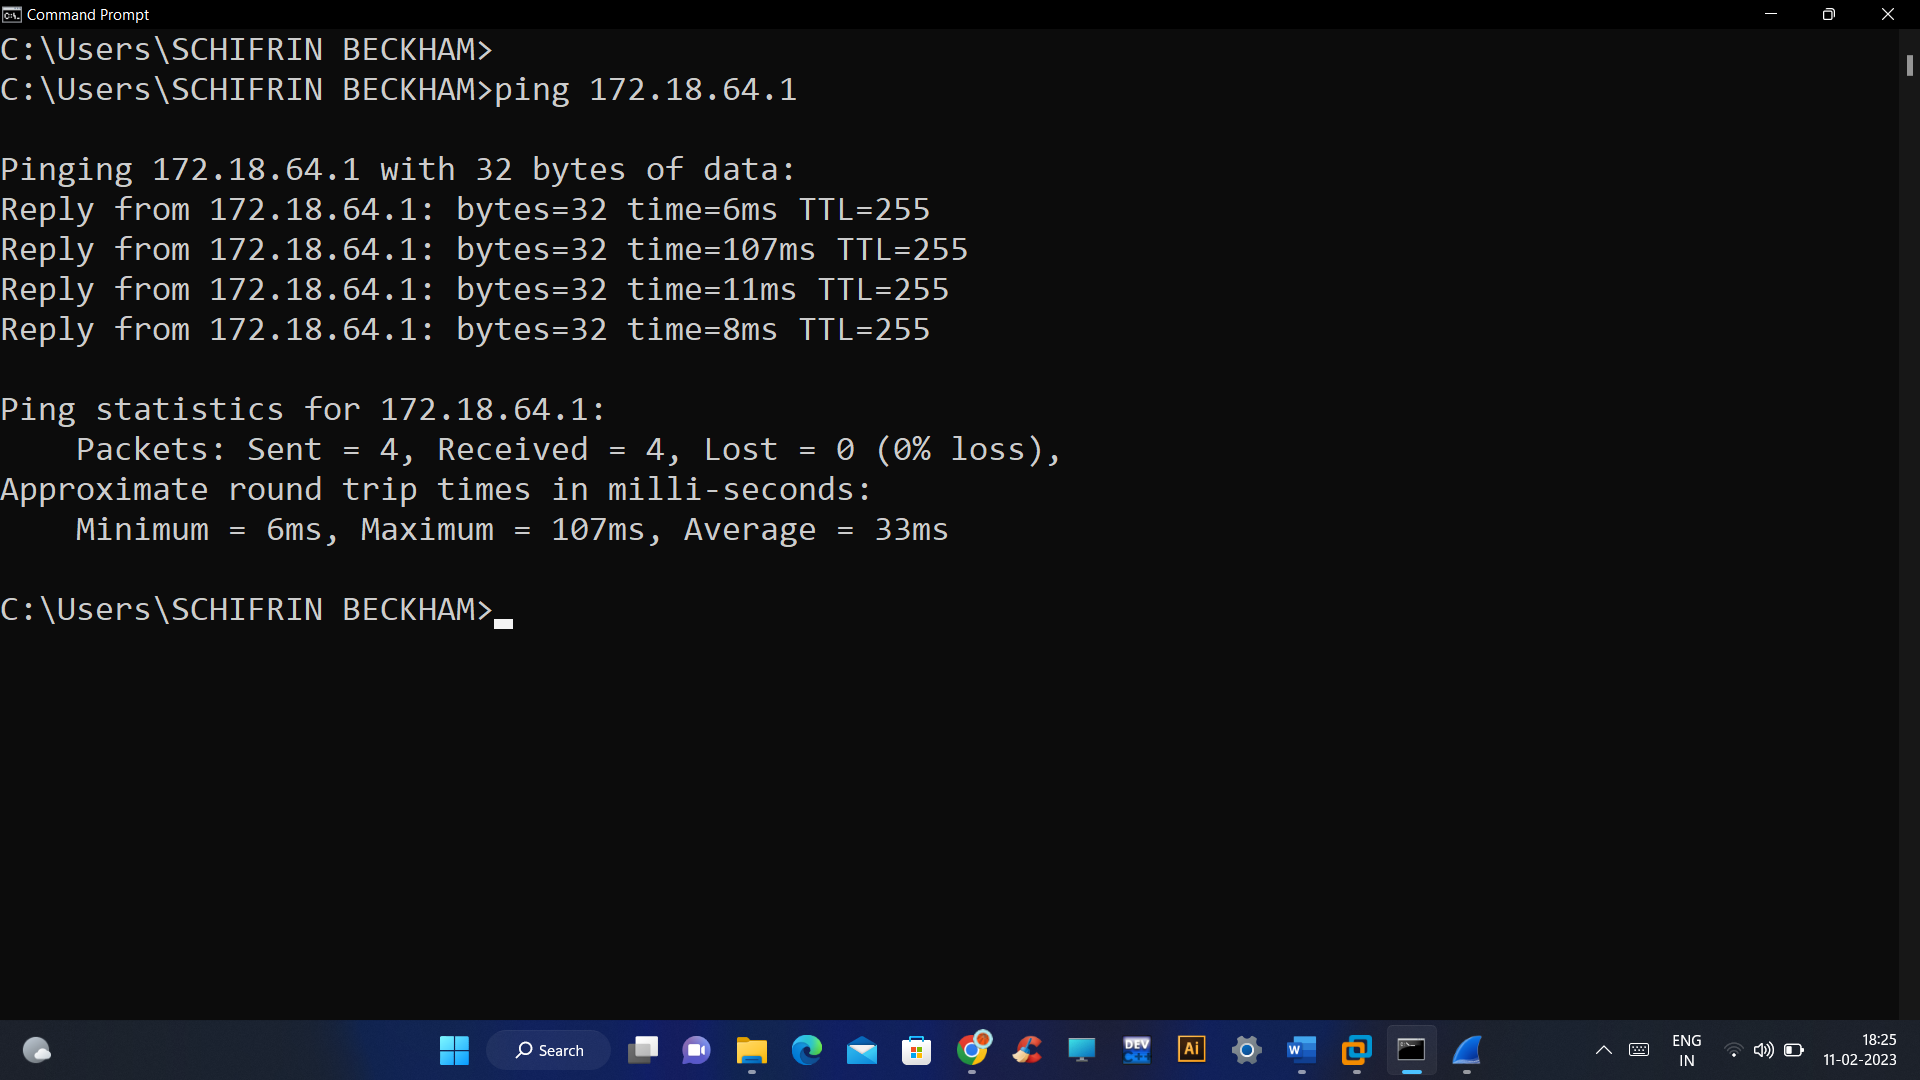 Command Prompt
C:\Users\SCHIFRIN BECKHAM>
C:\Users\SCHIFRIN BECKHAM>ping 172.18.64.1
Pinging 172.18.64.1 with 32 bytes of data:
Reply from 172.18.64.1: bytes=32 time=6ms TTL=255
Reply from 172.18.64.1: bytes=32 time=107ms TTL=255
Reply from 172.18.64.1: bytes=32 time=11ms TTL=255
Reply from 172.18.64.1: bytes=32 time=8ms TTL=255
Ping statistics for 172.18.64.1:
    Packets: Sent = 4, Received = 4, Lost = 0 (0% loss),
Approximate round trip times in milli-seconds:
    Minimum = 6ms, Maximum = 107ms, Average = 33ms
C:\Users\SCHIFRIN BECKHAM>
Search
DEV
C++
Ai
W
ENG
IN
18:25
11-02-2023